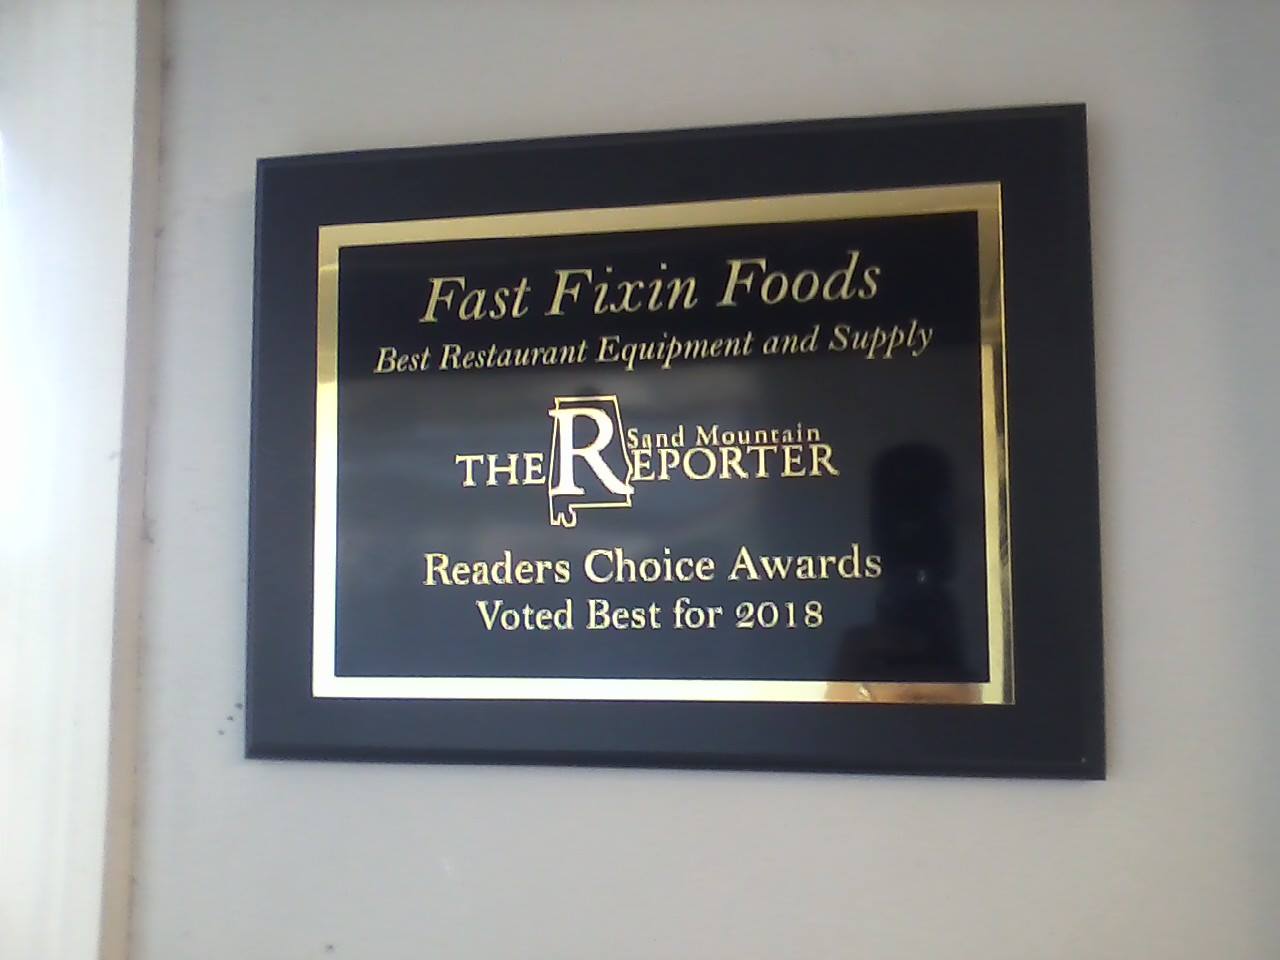 Fast Fixin Foods
Best Restaurant Equipment and Supply
THE Sand Mountain REPORTER
Readers Choice Awards
Voted Best for 2018